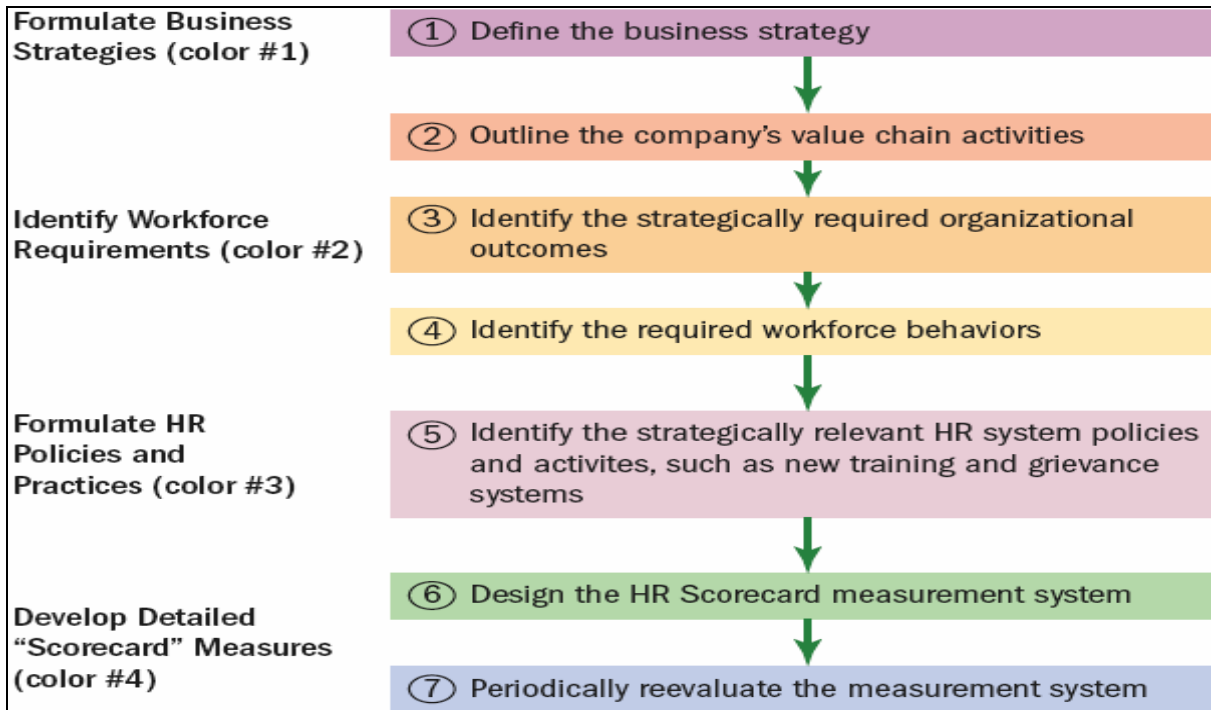 Formulate Business
Strategies (color #1)
① Define the business strategy
② Outline the company’s value chain activities
Identify Workforce
Requirements (color #2)
③ Identify the strategically required organizational
outcomes
④ Identify the required workforce behaviors
Formulate HR
Policies and
Practices (color #3)
⑤ Identify the strategically relevant HR system policies
and activites, such as new training and grievance
systems
⑥ Design the HR Scorecard measurement system
Develop Detailed
“Scorecard” Measures
(color #4)
⑦ Periodically reevaluate the measurement system